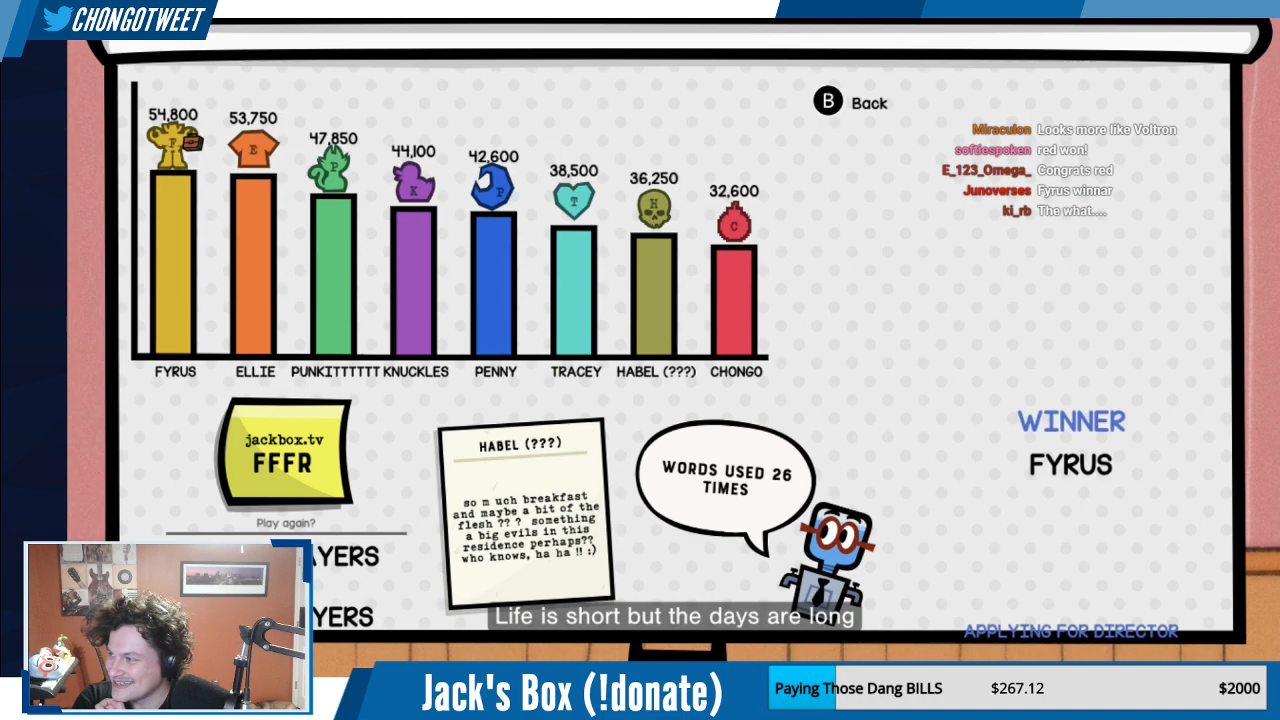 CHONGOTWEET
54,800
53,750
47,850
44,100
42,600
38,500
36,250
32,600
F
E
P
K
P
T
H
C
FYRUS
ELLIE
PUNKITTTTTT
KNUCKLES
PENNY
TRACEY
HABEL (???)
CHONGO
B Back
Miraculon Looks more like Voltron
softiespoken red won!
E_123_Omega_ Congrats red
Junoverses Fyrus winnar
ki_rb The what....
WINNER
FYRUS
jackbox.tv
FFFR
Play again?
AYERS
YERS
HABEL (???)
so m uch breakfast
and maybe a bit of the
flesh ?? ? something
a big evils in this
residence perhaps??
who knows, ha ha !! :)
WORDS USED 26
TIMES
Life is short but the days are long
APPLYING FOR DIRECTOR
Jack's Box (!donate)
Paying Those Dang BILLS $267.12 $2000